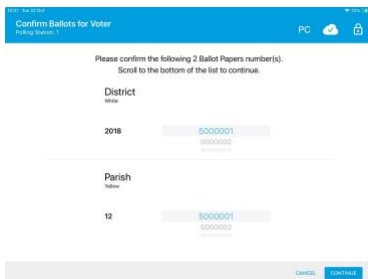 Confirm Ballots for Voter
Polling Station: 1
PC
Please confirm the following 2 Ballot Papers number(s).
Scroll to the bottom of the list to continue.
District
White
2018
5000001
5000002
Parish
Yellow
12
5000001
5000002
CANCEL
CONTINUE